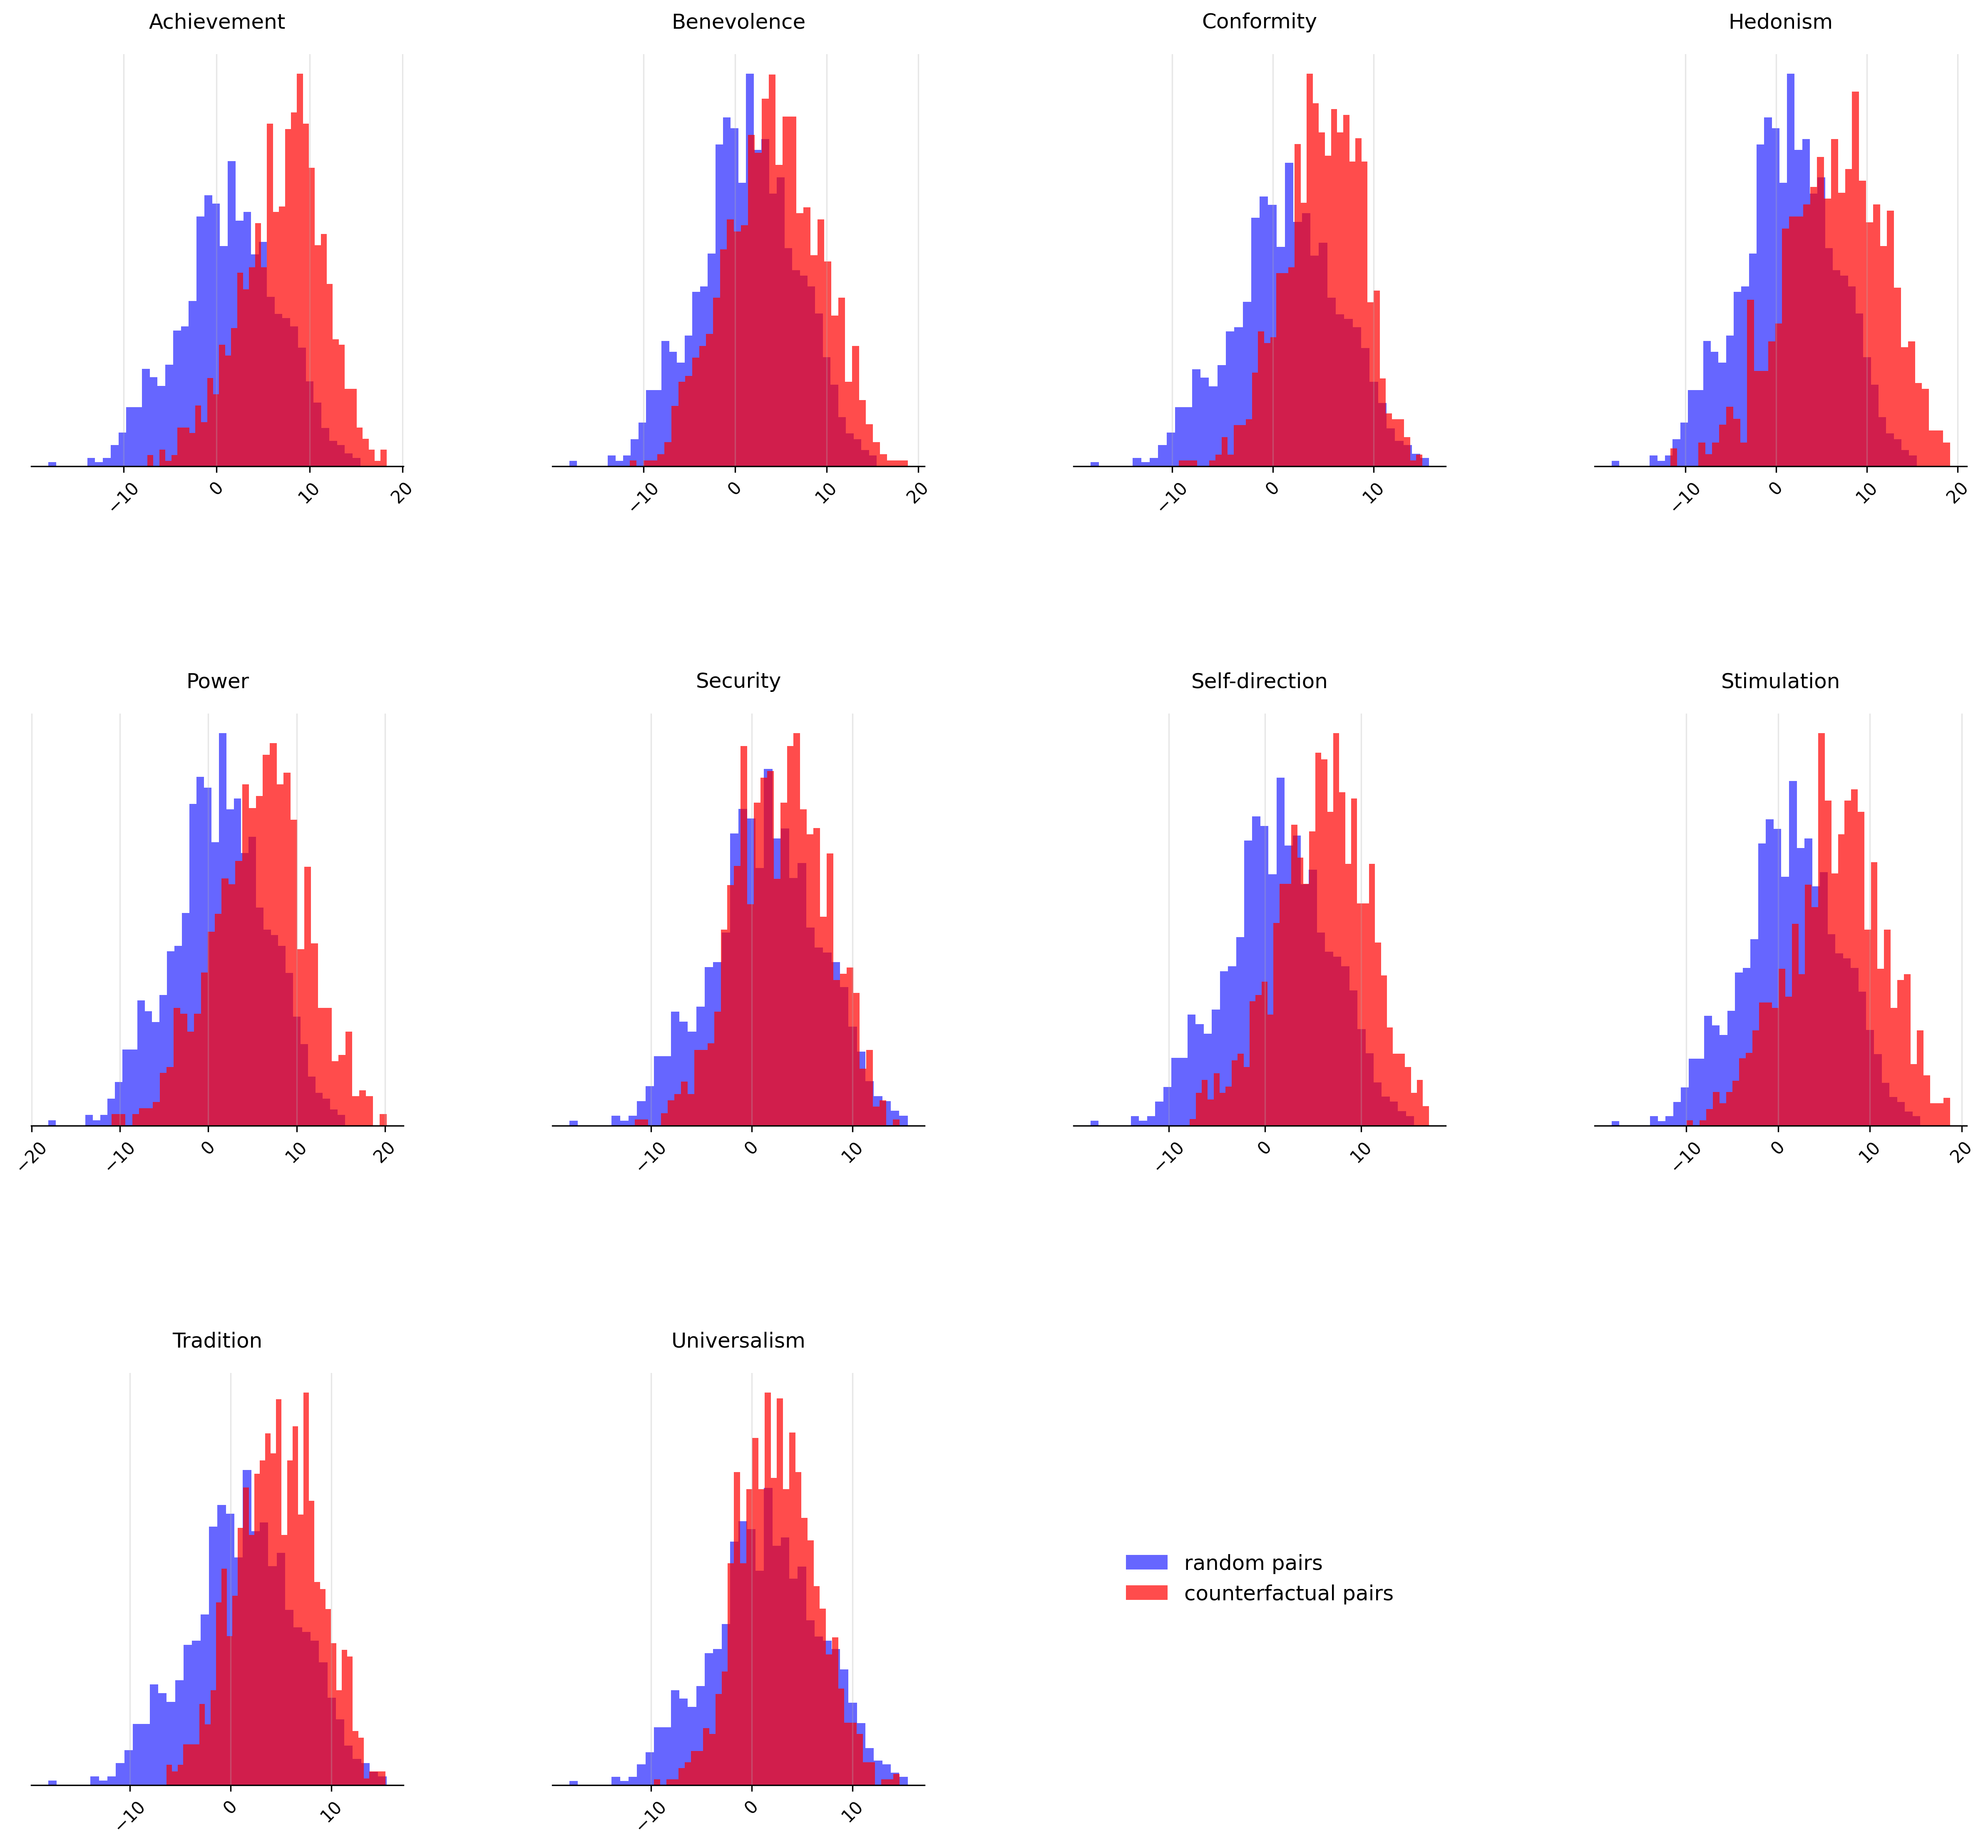 Achievement
Benevolence
Conformity
Hedonism
−10 0 10 20
−10 0 10 20
−10 0 10
−10 0 10 20
Power
Security
Self-direction
Stimulation
−20 −10 0 10 20
−10 0 10
−10 0 10
−10 0 10 20
Tradition
Universalism
random pairs
counterfactual pairs
−10 0 10
−10 0 10